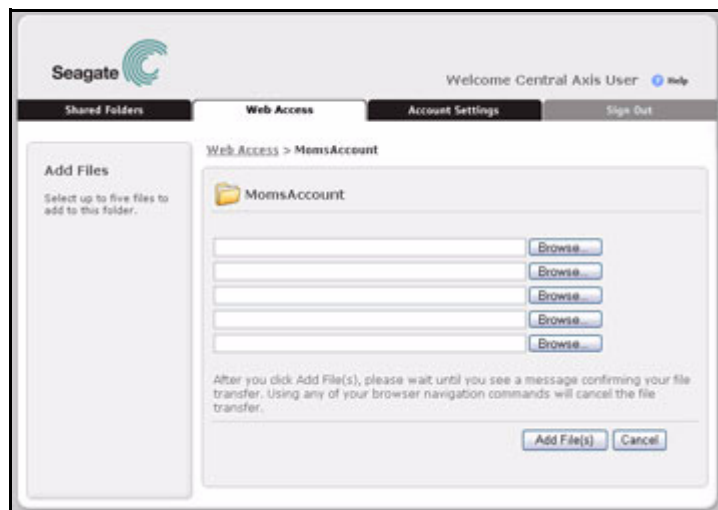 Seagate
Welcome Central Axis User ? Help
Shared Folders Web Access Account Settings Sign Out
Web Access > MomsAccount
Add Files
Select up to five files to
add to this folder.
MomsAccount
Browse...
Browse...
Browse...
Browse...
Browse...
After you click Add File(s), please wait until you see a message confirming your file
transfer. Using any of your browser navigation commands will cancel the file
transfer.
Add File(s) Cancel